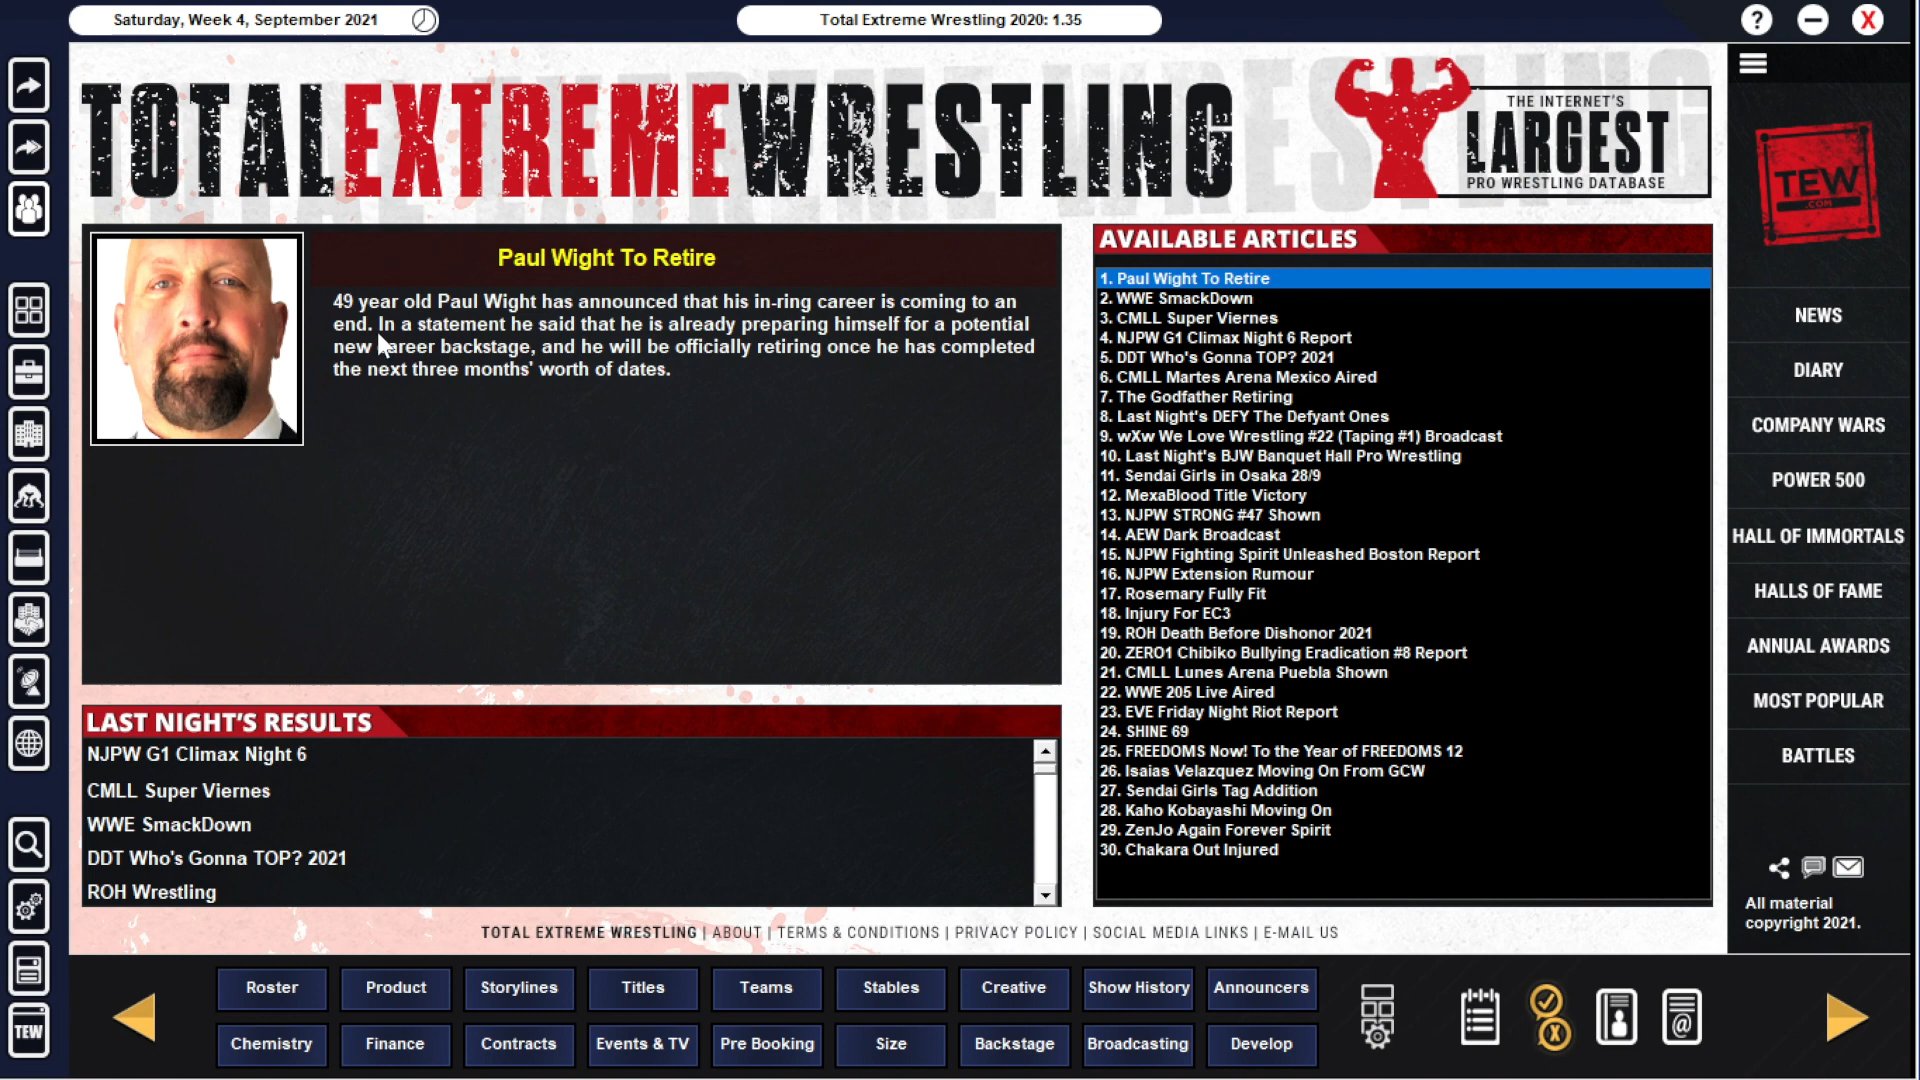 Saturday, Week 4, September 2021
Total Extreme Wrestling 2020: 1.35
?
X
TOTALEXTREMEWRESTLING
THE INTERNET'S
LARGEST
PRO WRESTLING DATABASE
TEW
.COM
Paul Wight To Retire
49 year old Paul Wight has announced that his in-ring career is coming to an
end. In a statement he said that he is already preparing himself for a potential
new career backstage, and he will be officially retiring once he has completed
the next three months' worth of dates.
LAST NIGHT'S RESULTS
NJPW G1 Climax Night 6
CMLL Super Viernes
WWE SmackDown
DDT Who's Gonna TOP? 2021
ROH Wrestling
AVAILABLE ARTICLES
1. Paul Wight To Retire
2. WWE SmackDown
3. CMLL Super Viernes
4. NJPW G1 Climax Night 6 Report
5. DDT Who's Gonna TOP? 2021
6. CMLL Martes Arena Mexico Aired
7. The Godfather Retiring
8. Last Night's DEFY The Defyant Ones
9. wXw We Love Wrestling #22 (Taping #1) Broadcast
10. Last Night's BJW Banquet Hall Pro Wrestling
11. Sendai Girls in Osaka 28/9
12. MexaBlood Title Victory
13. NJPW STRONG #47 Shown
14. AEW Dark Broadcast
15. NJPW Fighting Spirit Unleashed Boston Report
16. NJPW Extension Rumour
17. Rosemary Fully Fit
18. Injury For EC3
19. ROH Death Before Dishonor 2021
20. ZERO1 Chibiko Bullying Eradication #8 Report
21. CMLL Lunes Arena Puebla Shown
22. WWE 205 Live Aired
23. EVE Friday Night Riot Report
24. SHINE 69
25. FREEDOMS Now! To the Year of FREEDOMS 12
26. Isaias Velazquez Moving On From GCW
27. Sendai Girls Tag Addition
28. Kaho Kobayashi Moving On
29. ZenJo Again Forever Spirit
30. Chakara Out Injured
NEWS
DIARY
COMPANY WARS
POWER 500
HALL OF IMMORTALS
HALLS OF FAME
ANNUAL AWARDS
MOST POPULAR
BATTLES
All material
copyright 2021.
TOTAL EXTREME WRESTLING | ABOUT | TERMS & CONDITIONS | PRIVACY POLICY | SOCIAL MEDIA LINKS | E-MAIL US
TEW
Roster Product Storylines Titles Teams Stables Creative Show History Announcers
Chemistry Finance Contracts Events & TV Pre Booking Size Backstage Broadcasting Develop